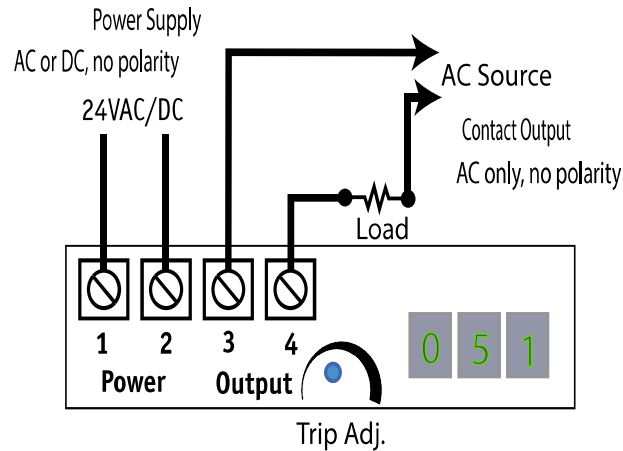 Power Supply
AC or DC, no polarity
24VAC/DC
AC Source
Contact Output
AC only, no polarity
Load
1 2 3 4
Power Output
0 5 1
Trip Adj.